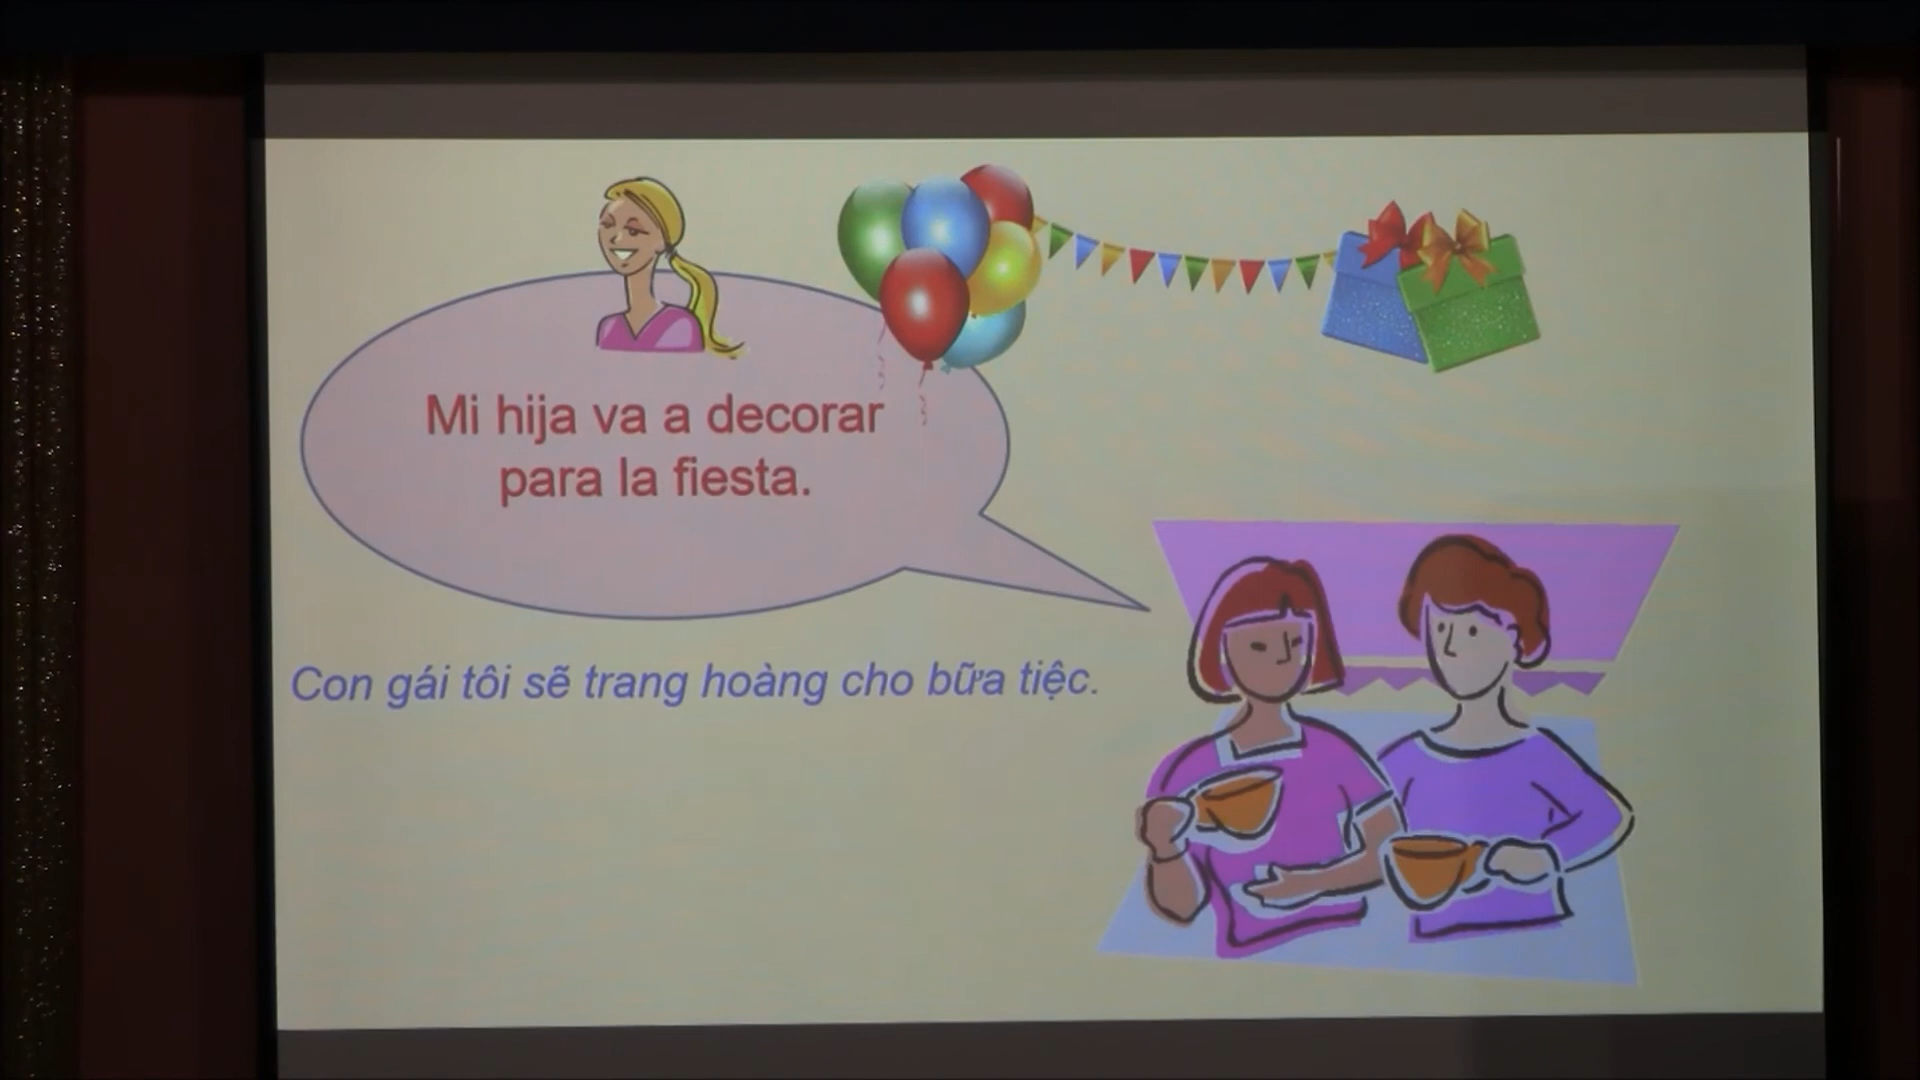 Mi hija va a decorar
para la fiesta.
Con gái tôi sẽ trang hoàng cho bữa tiệc.